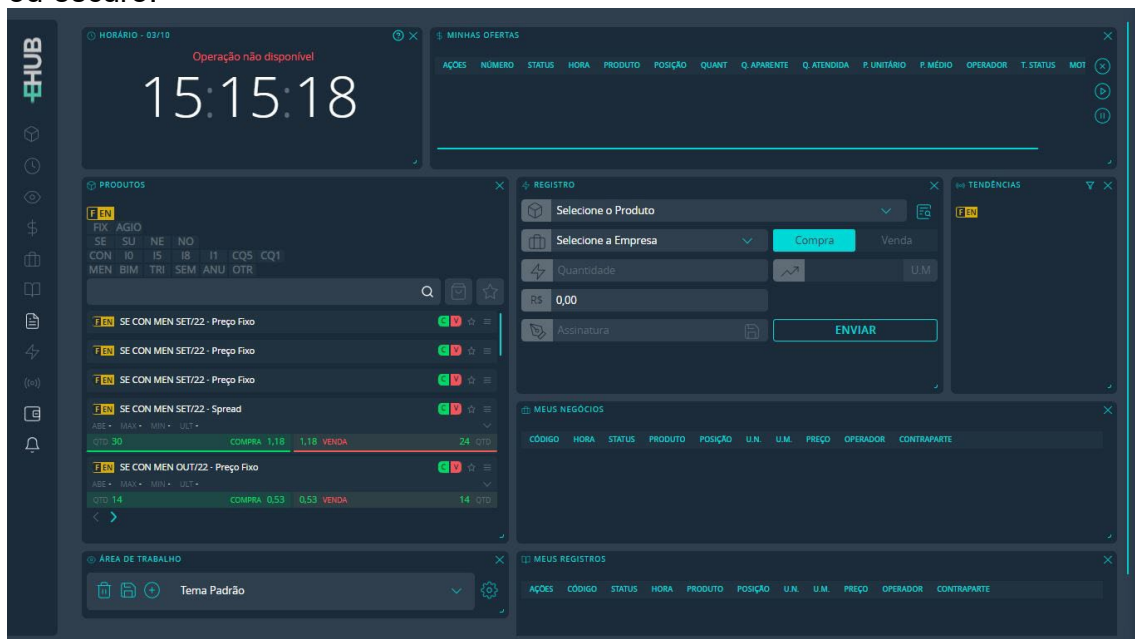 ou escuro.
EHUB
HORÁRIO - 03/10
Operação não disponível
15:15:18
MINHAS OFERTAS
AÇÕES NÚMERO STATUS HORA PRODUTO POSIÇÃO QUANT Q. APARENTE Q. ATENDIDA P. UNITÁRIO P. MÉDIO OPERADOR T. STATUS MOT
PRODUTOS
F EN
FIX AGIO
SE SU NE NO
CON I0 I5 I8 I1 CQ5 CQ1
MEN BIM TRI SEM ANU OTR
F EN SE CON MEN SET/22 - Preço Fixo C V
F EN SE CON MEN SET/22 - Preço Fixo C V
F EN SE CON MEN SET/22 - Preço Fixo C V
F EN SE CON MEN SET/22 - Spread C V
ABE - MAX - MIN - ULT -
QTD 30 COMPRA 1,18 1,18 VENDA 24 QTD
F EN SE CON MEN OUT/22 - Preço Fixo C V
ABE - MAX - MIN - ULT -
QTD 14 COMPRA 0,53 0,53 VENDA 14 QTD
REGISTRO
Selecione o Produto
Selecione a Empresa
Compra Venda
Quantidade
U.M
R$ 0,00
Assinatura
ENVIAR
TENDÊNCIAS
F EN
MEUS NEGÓCIOS
CÓDIGO HORA STATUS PRODUTO POSIÇÃO U.N. U.M. PREÇO OPERADOR CONTRAPARTE
ÁREA DE TRABALHO
Tema Padrão
MEUS REGISTROS
AÇÕES CÓDIGO STATUS HORA PRODUTO POSIÇÃO U.N. U.M. PREÇO OPERADOR CONTRAPARTE